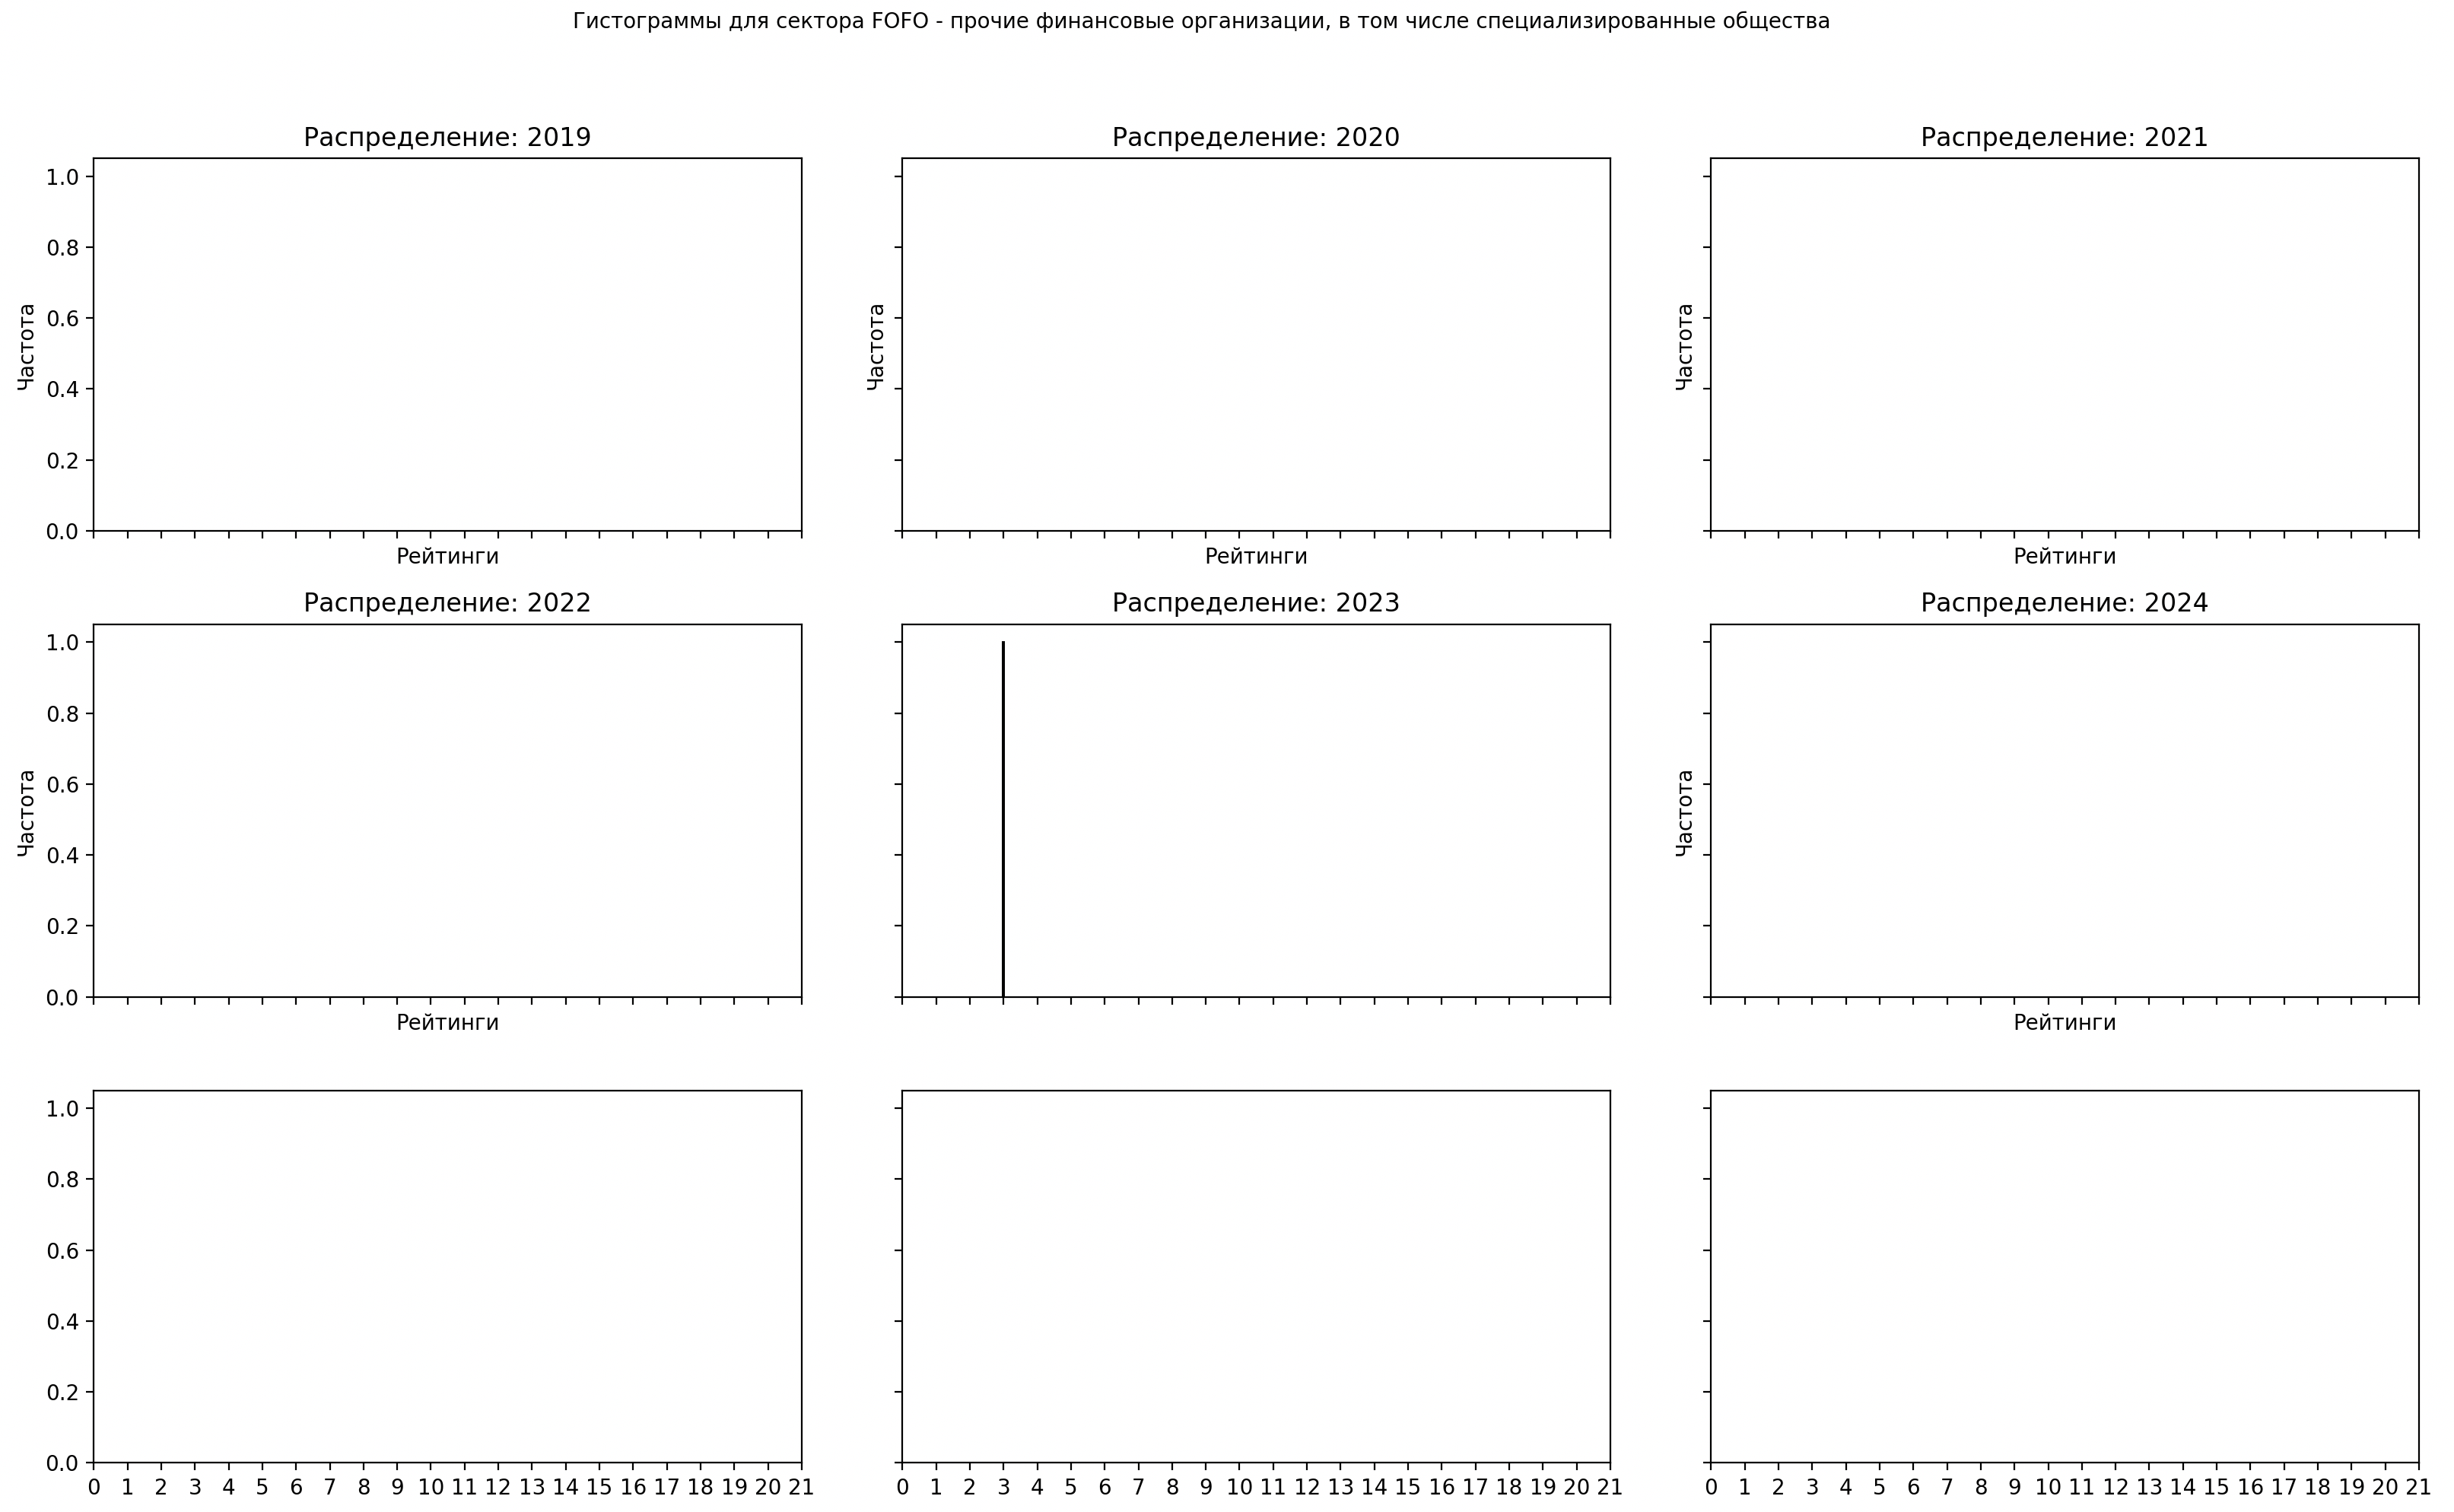 Гистограммы для сектора FOFO - прочие финансовые организации, в том числе специализированные общества
Распределение: 2019
Распределение: 2020
Распределение: 2021
1.0
0.8
0.6
0.4
0.2
0.0
Частота
Частота
Частота
Рейтинги
Рейтинги
Рейтинги
Распределение: 2022
Распределение: 2023
Распределение: 2024
1.0
0.8
0.6
0.4
0.2
0.0
Частота
Частота
Рейтинги
Рейтинги
1.0
0.8
0.6
0.4
0.2
0.0
0 1 2 3 4 5 6 7 8 9 10 11 12 13 14 15 16 17 18 19 20 21
0 1 2 3 4 5 6 7 8 9 10 11 12 13 14 15 16 17 18 19 20 21
0 1 2 3 4 5 6 7 8 9 10 11 12 13 14 15 16 17 18 19 20 21